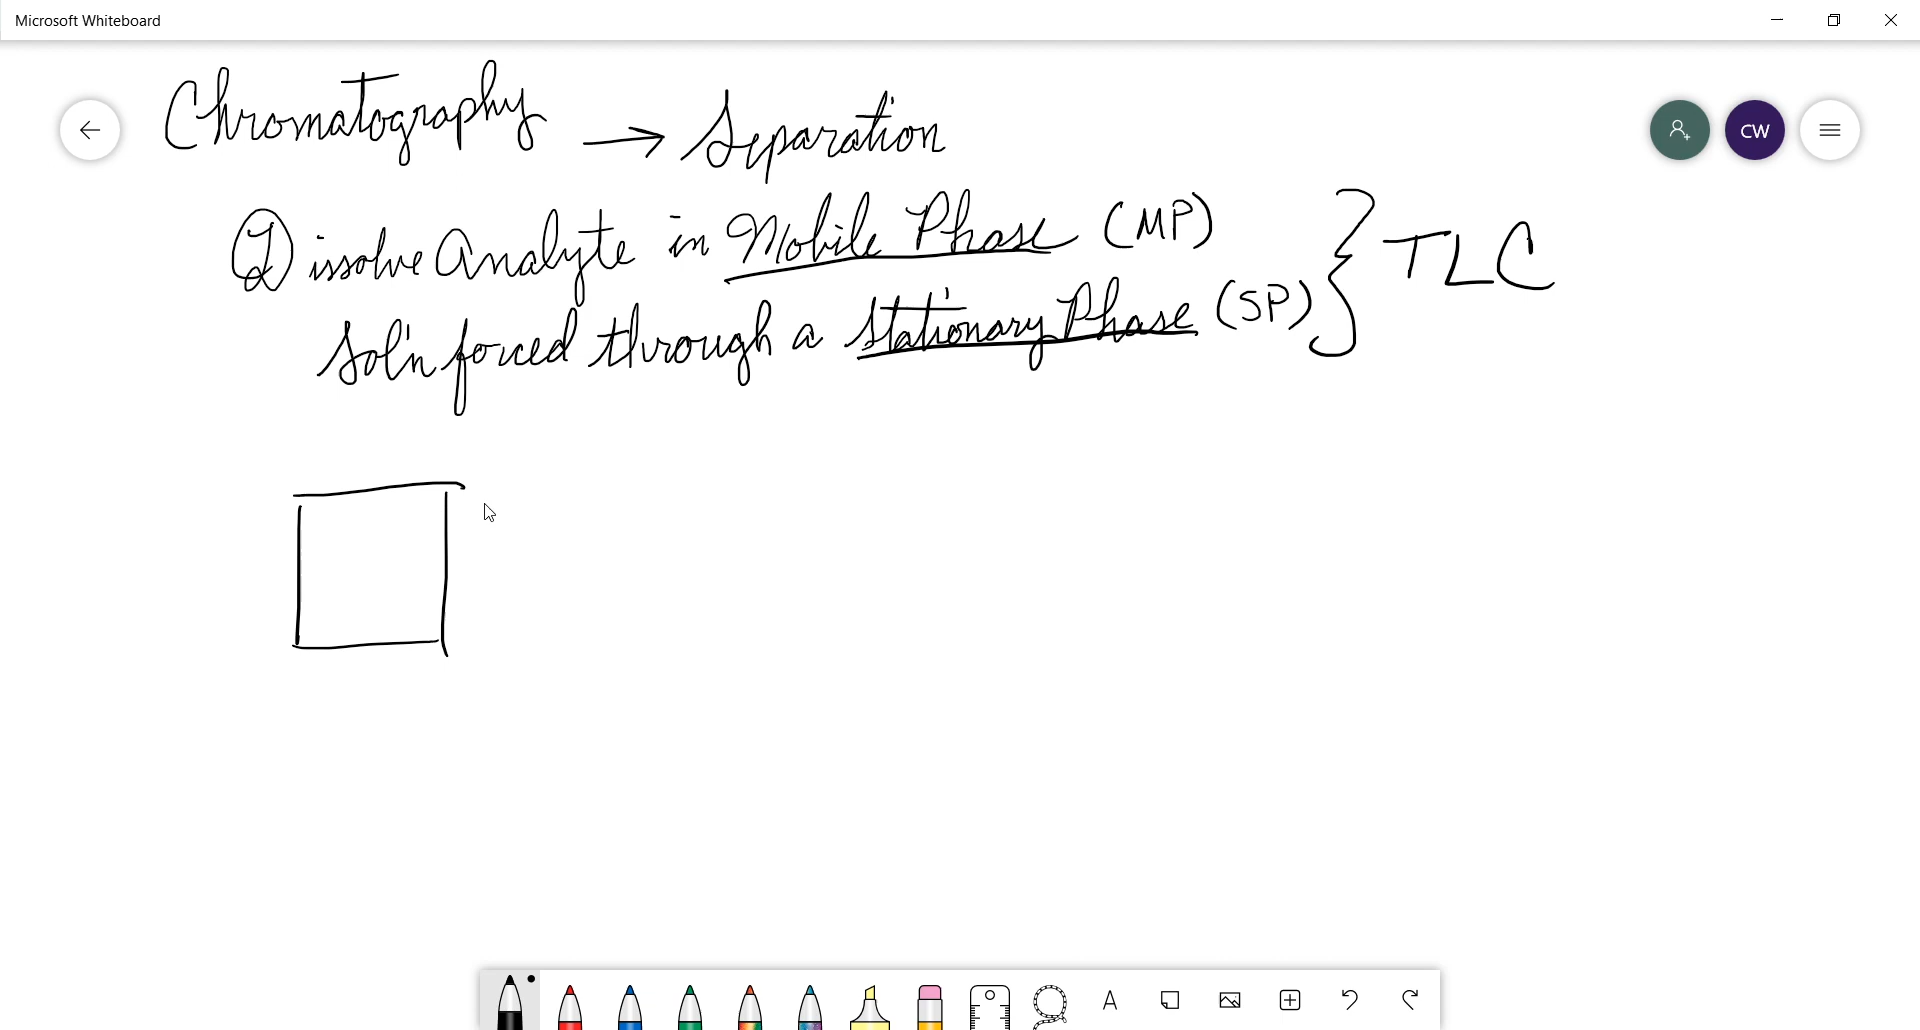 Microsoft Whiteboard
Chromatography → Separation
CW
Dissolve Analyte in Mobile Phase (MP)
Sol'n forced through a Stationary Phase (SP)
} TLC
A